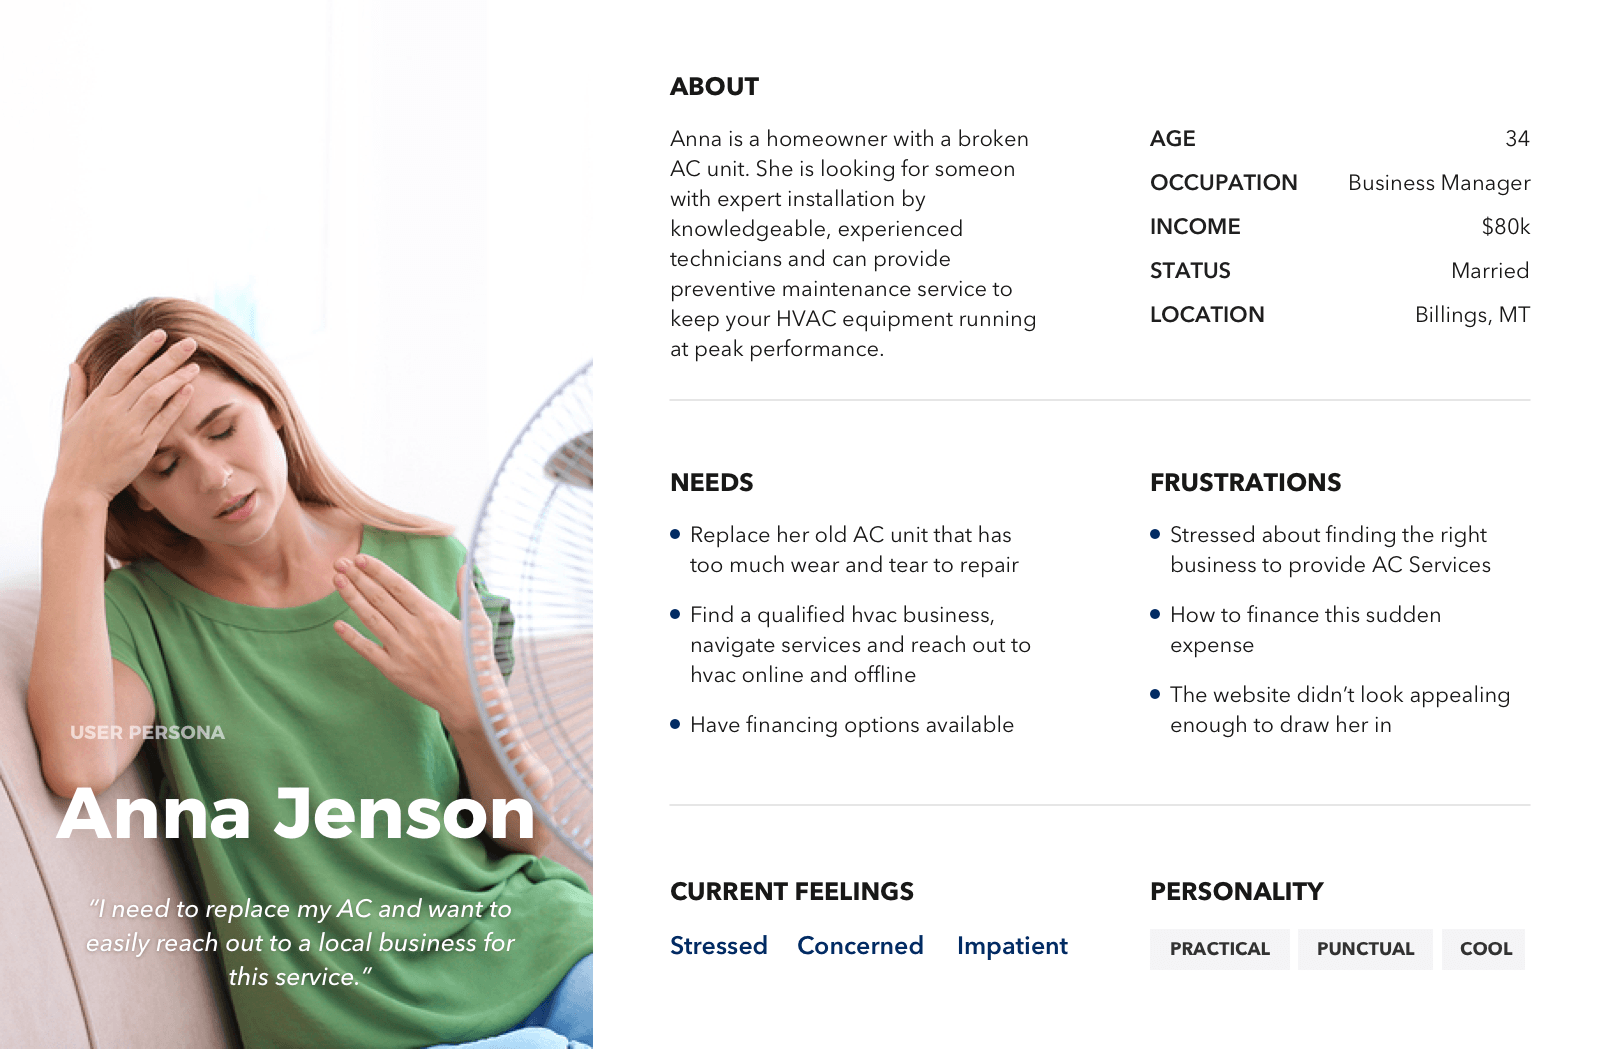 USER PERSONA
Anna Jenson
“I need to replace my AC and want to
easily reach out to a local business for
this service.”
ABOUT
Anna is a homeowner with a broken
AC unit. She is looking for someon
with expert installation by
knowledgeable, experienced
technicians and can provide
preventive maintenance service to
keep your HVAC equipment running
at peak performance.
AGE 34
OCCUPATION Business Manager
INCOME $80k
STATUS Married
LOCATION Billings, MT
NEEDS
• Replace her old AC unit that has
too much wear and tear to repair
• Find a qualified hvac business,
navigate services and reach out to
hvac online and offline
• Have financing options available
FRUSTRATIONS
• Stressed about finding the right
business to provide AC Services
• How to finance this sudden
expense
• The website didn’t look appealing
enough to draw her in
CURRENT FEELINGS
Stressed Concerned Impatient
PERSONALITY
PRACTICAL PUNCTUAL COOL